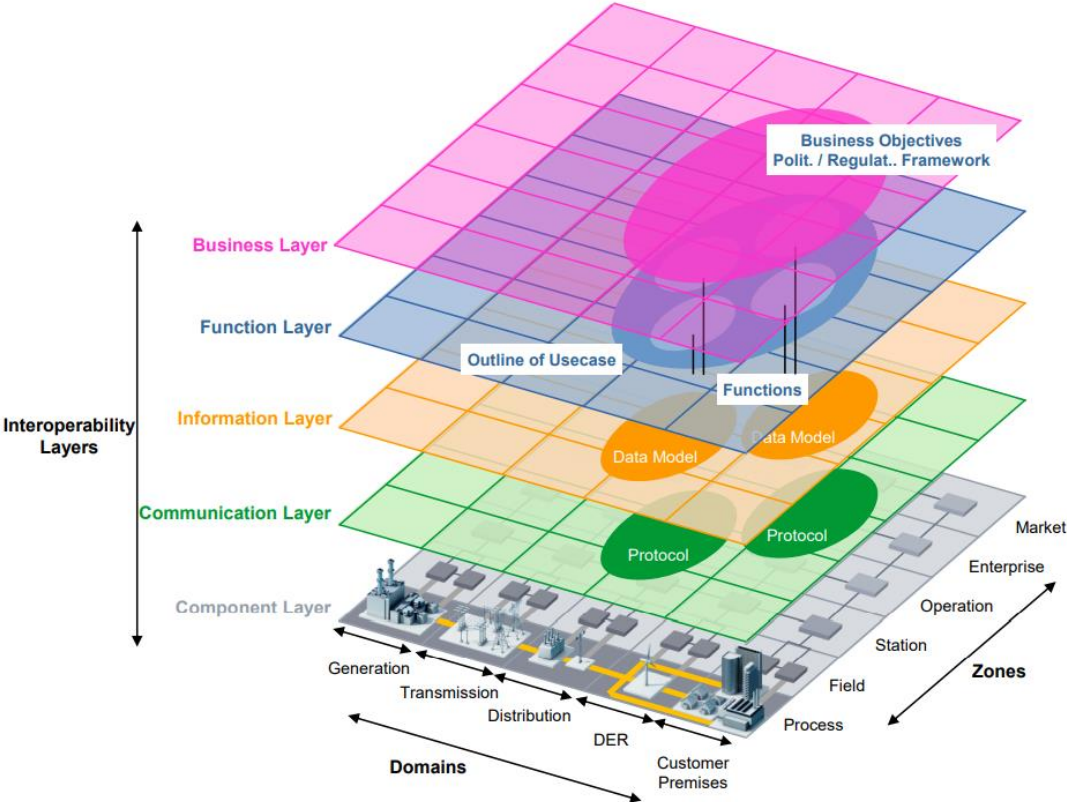 Business Objectives
Polit. / Regulat.. Framework
Business Layer
Function Layer
Outline of Usecase
Functions
Interoperability
Layers
Information Layer
Data Model
Data Model
Communication Layer
Protocol
Protocol
Component Layer
Market
Enterprise
Operation
Station
Field
Process
Zones
Generation
Transmission
Distribution
DER
Customer
Premises
Domains